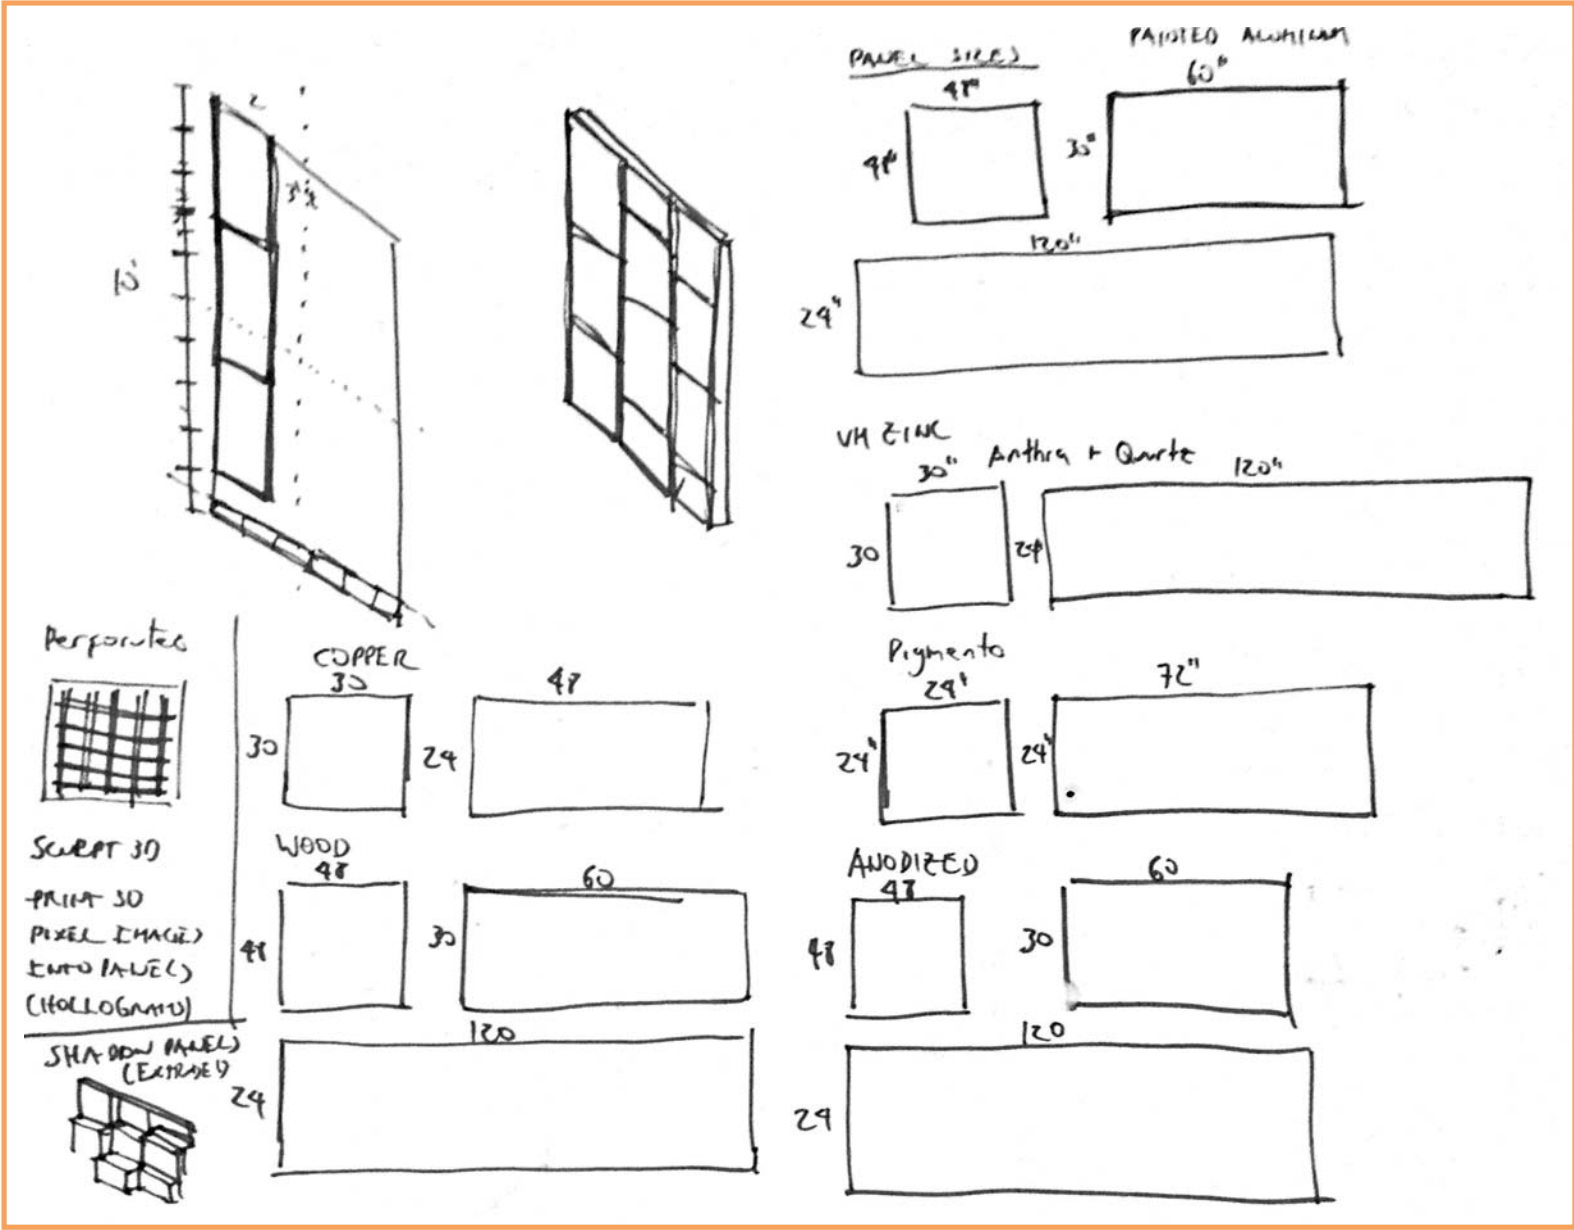 PANEL SIZES
PAINTED ALUMINUM
48"
48"
60"
30"
120"
24"
2
10'
VM ZINC
Anthra + Quartz
30"
30
120"
24
Perforated
COPPER
30
30
48
24
Pigmento
24"
24"
72"
24"
SCULPT 3D
PRINT 3D
PIXEL IMAGES
INTO PANELS
(HOLLOGRAMS)
WOOD
48
48
60
30
120
24
ANODIZED
48
48
60
30
120
24
SHADOW PANELS